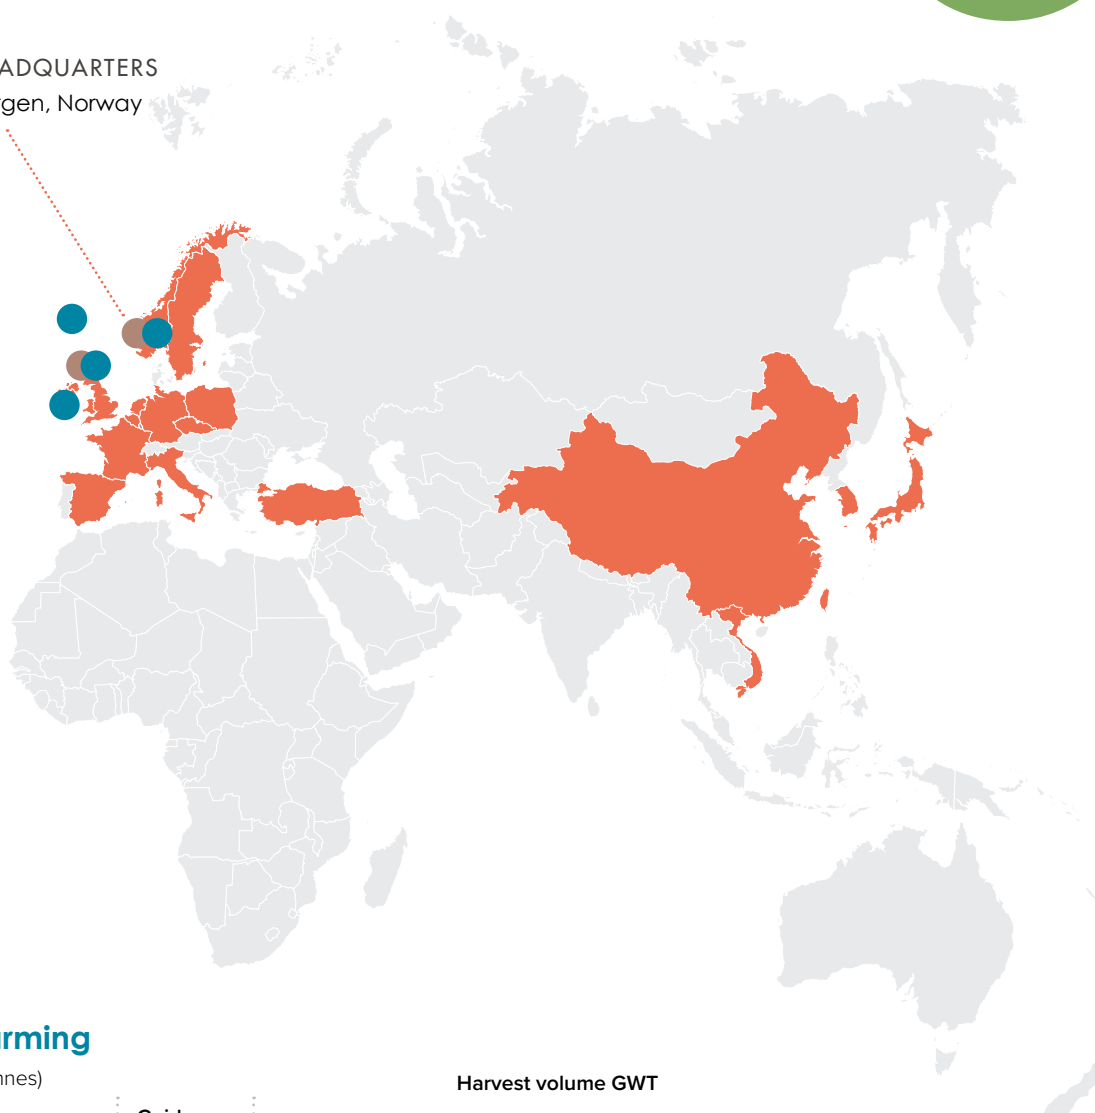 ADQUARTERS
gen, Norway
rming
nnes)
Harvest volume GWT